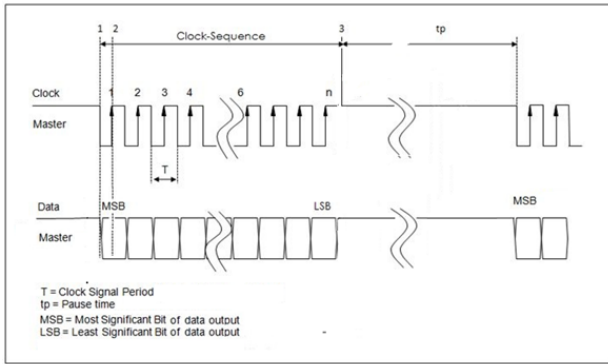 1 2 Clock-Sequence 3 tp
Clock 1 2 3 4 6 n
Master
T
Data MSB LSB MSB
Master
T = Clock Signal Period
tp = Pause time
MSB = Most Significant Bit of data output
LSB = Least Significant Bit of data output